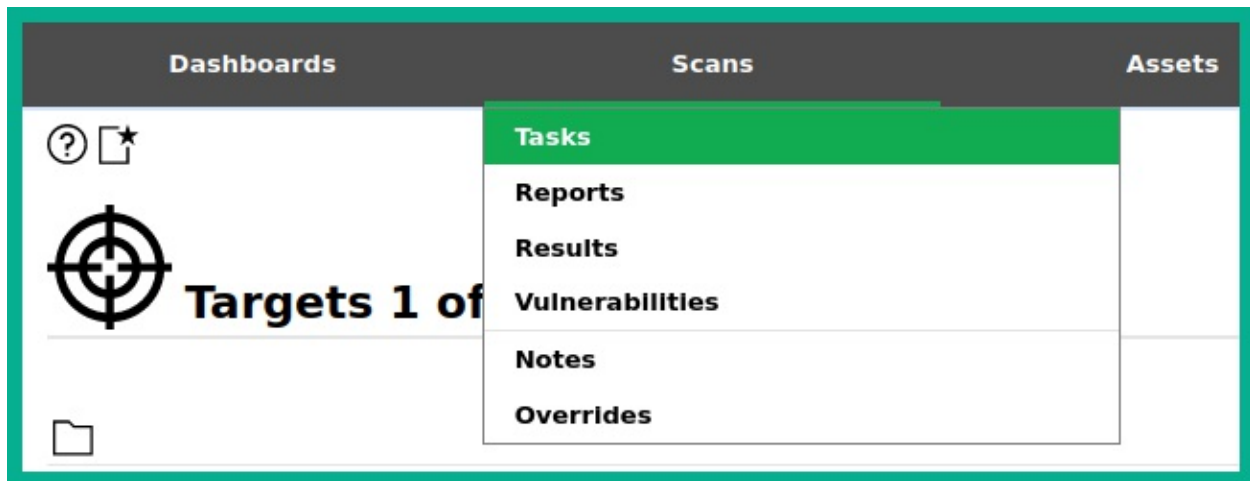 Dashboards Scans Assets
Tasks
Reports
Results
Vulnerabilities
Targets 1 of
Notes
Overrides